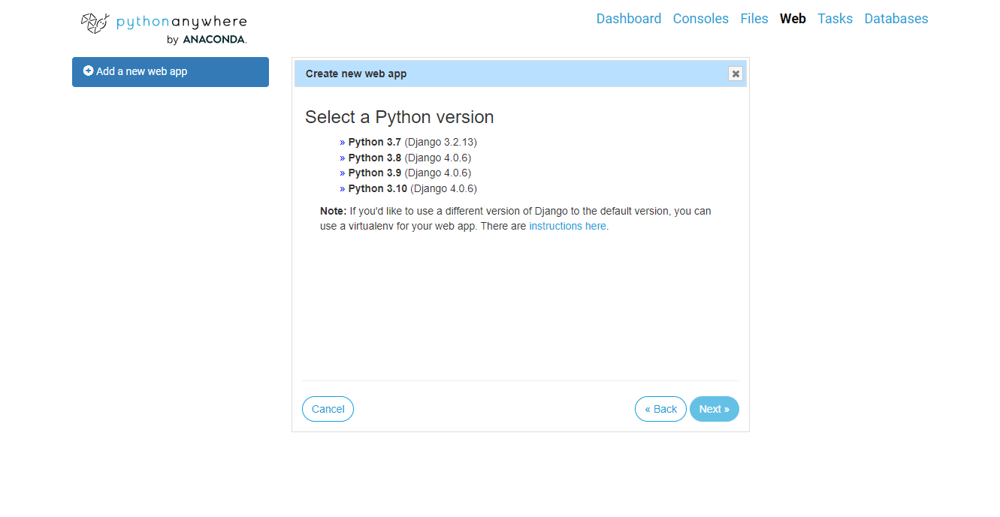 pythonanywhere
by ANACONDA.
Dashboard Consoles Files Web Tasks Databases
Add a new web app
Create new web app
Select a Python version
» Python 3.7 (Django 3.2.13)
» Python 3.8 (Django 4.0.6)
» Python 3.9 (Django 4.0.6)
» Python 3.10 (Django 4.0.6)
Note: If you'd like to use a different version of Django to the default version, you can
use a virtualenv for your web app. There are instructions here.
Cancel
« Back
Next »